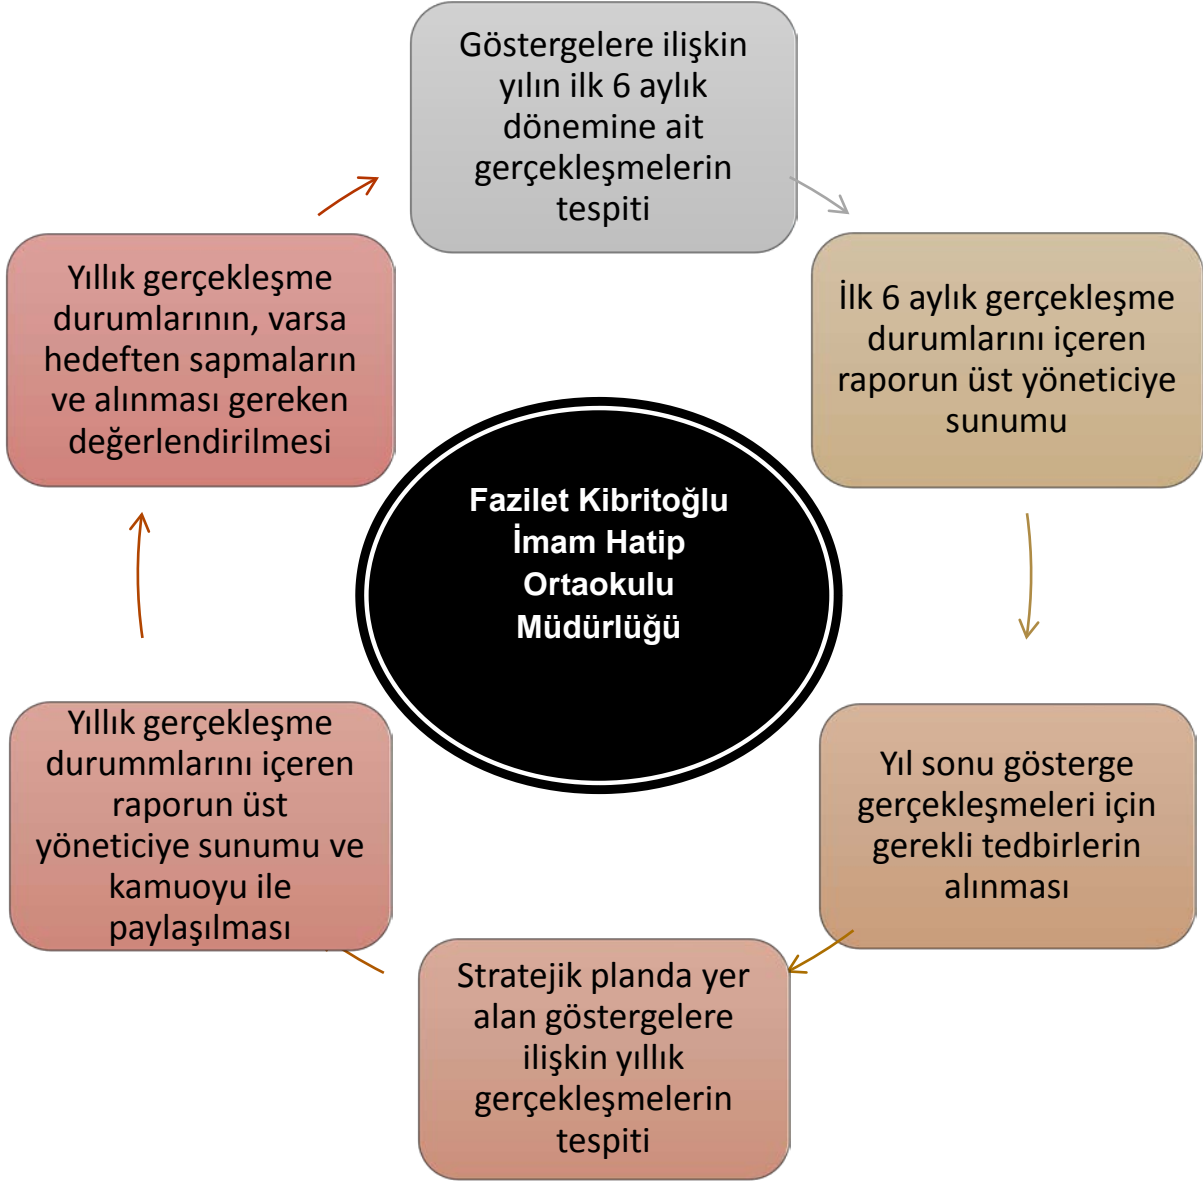 Göstergelere ilişkin
yılın ilk 6 aylık
dönemine ait
gerçekleşmelerin
tespiti
İlk 6 aylık gerçekleşme
durumlarını içeren
raporun üst yöneticiye
sunumu
Yıl sonu gösterge
gerçekleşmeleri için
gerekli tedbirlerin
alınması
Stratejik planda yer
alan göstergelere
ilişkin yıllık
gerçekleşmelerin
tespiti
Yıllık gerçekleşme
durummlarını içeren
raporun üst
yöneticiye sunumu ve
kamuoyu ile
paylaşılması
Yıllık gerçekleşme
durumlarının, varsa
hedeften sapmaların
ve alınması gereken
değerlendirilmesi
Fazilet Kibritoğlu
İmam Hatip
Ortaokulu
Müdürlüğü